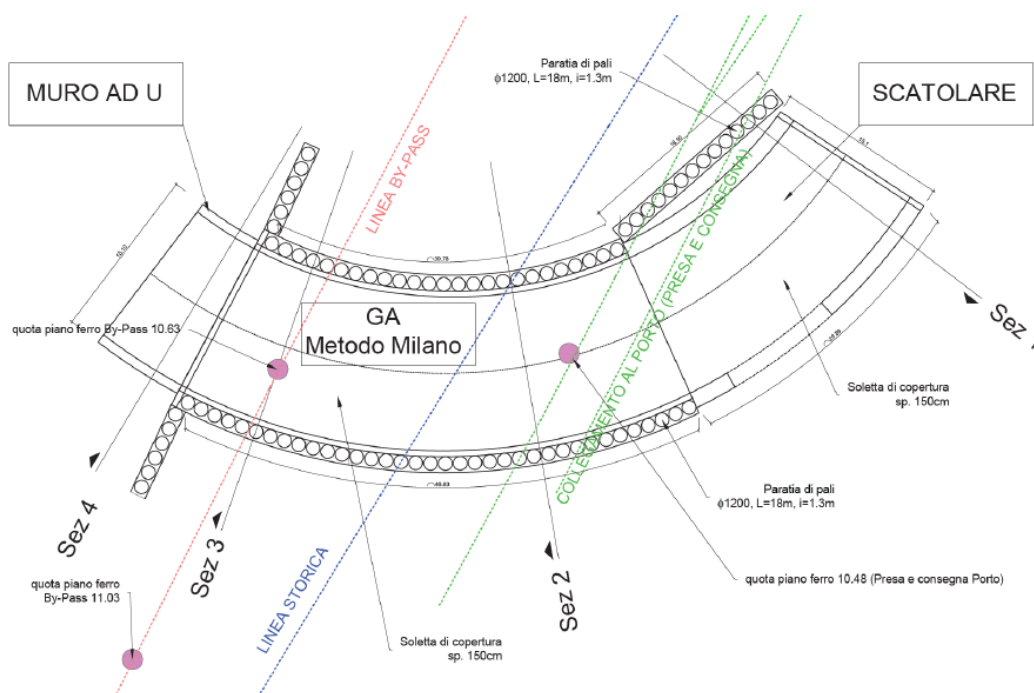 Paratia di pali
ϕ1200, L=18m, i=1.3m
MURO AD U
SCATOLARE
LINEA BY-PASS
COLLEGAMENTO AL PORTO (PRESA E CONSEGNA)
quota piano ferro By-Pass 10.63
GA
Metodo Milano
Sez 1
Soletta di copertura
sp. 150cm
Paratia di pali
ϕ1200, L=18m, i=1.3m
Sez 4
Sez 3
Sez 2
LINEA STORICA
quota piano ferro
By-Pass 11.03
quota piano ferro 10.48 (Presa e consegna Porto)
Soletta di copertura
sp. 150cm